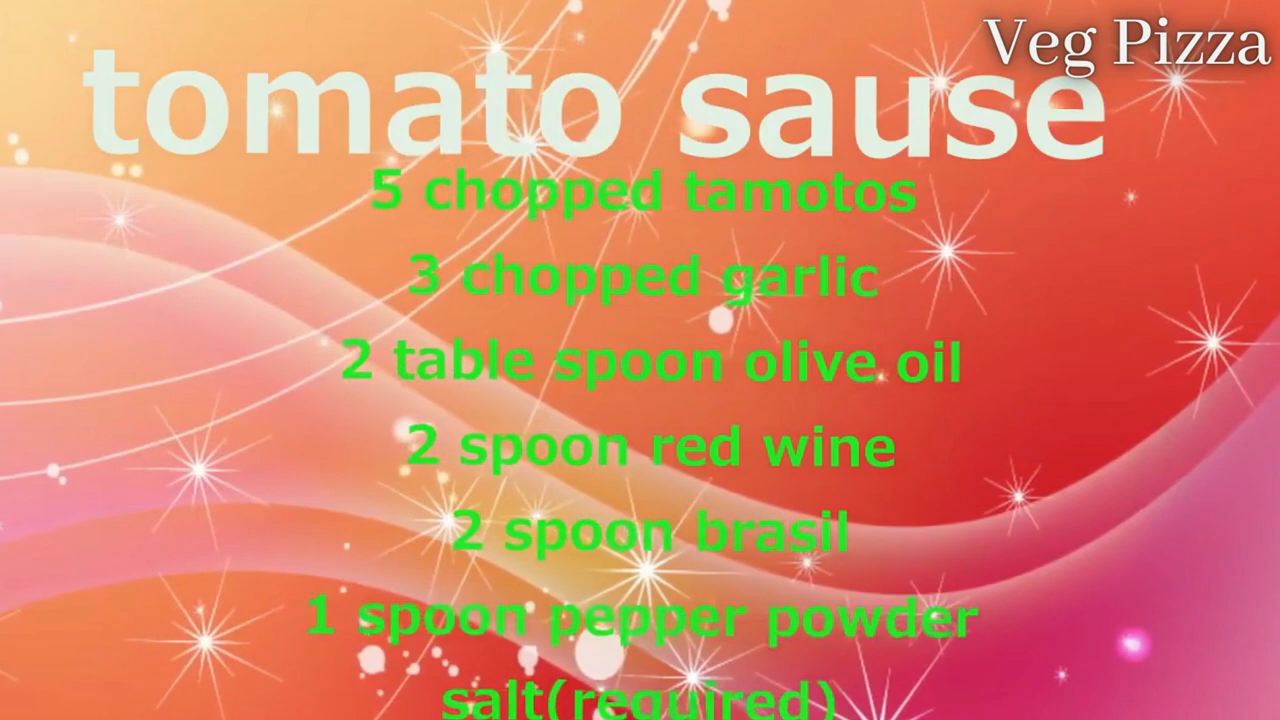 Veg Pizza
tomato sause
5 chopped tamotos
3 chopped garlic
2 table spoon olive oil
2 spoon red wine
2 spoon brasil
1 spoon pepper powder
salt(required)